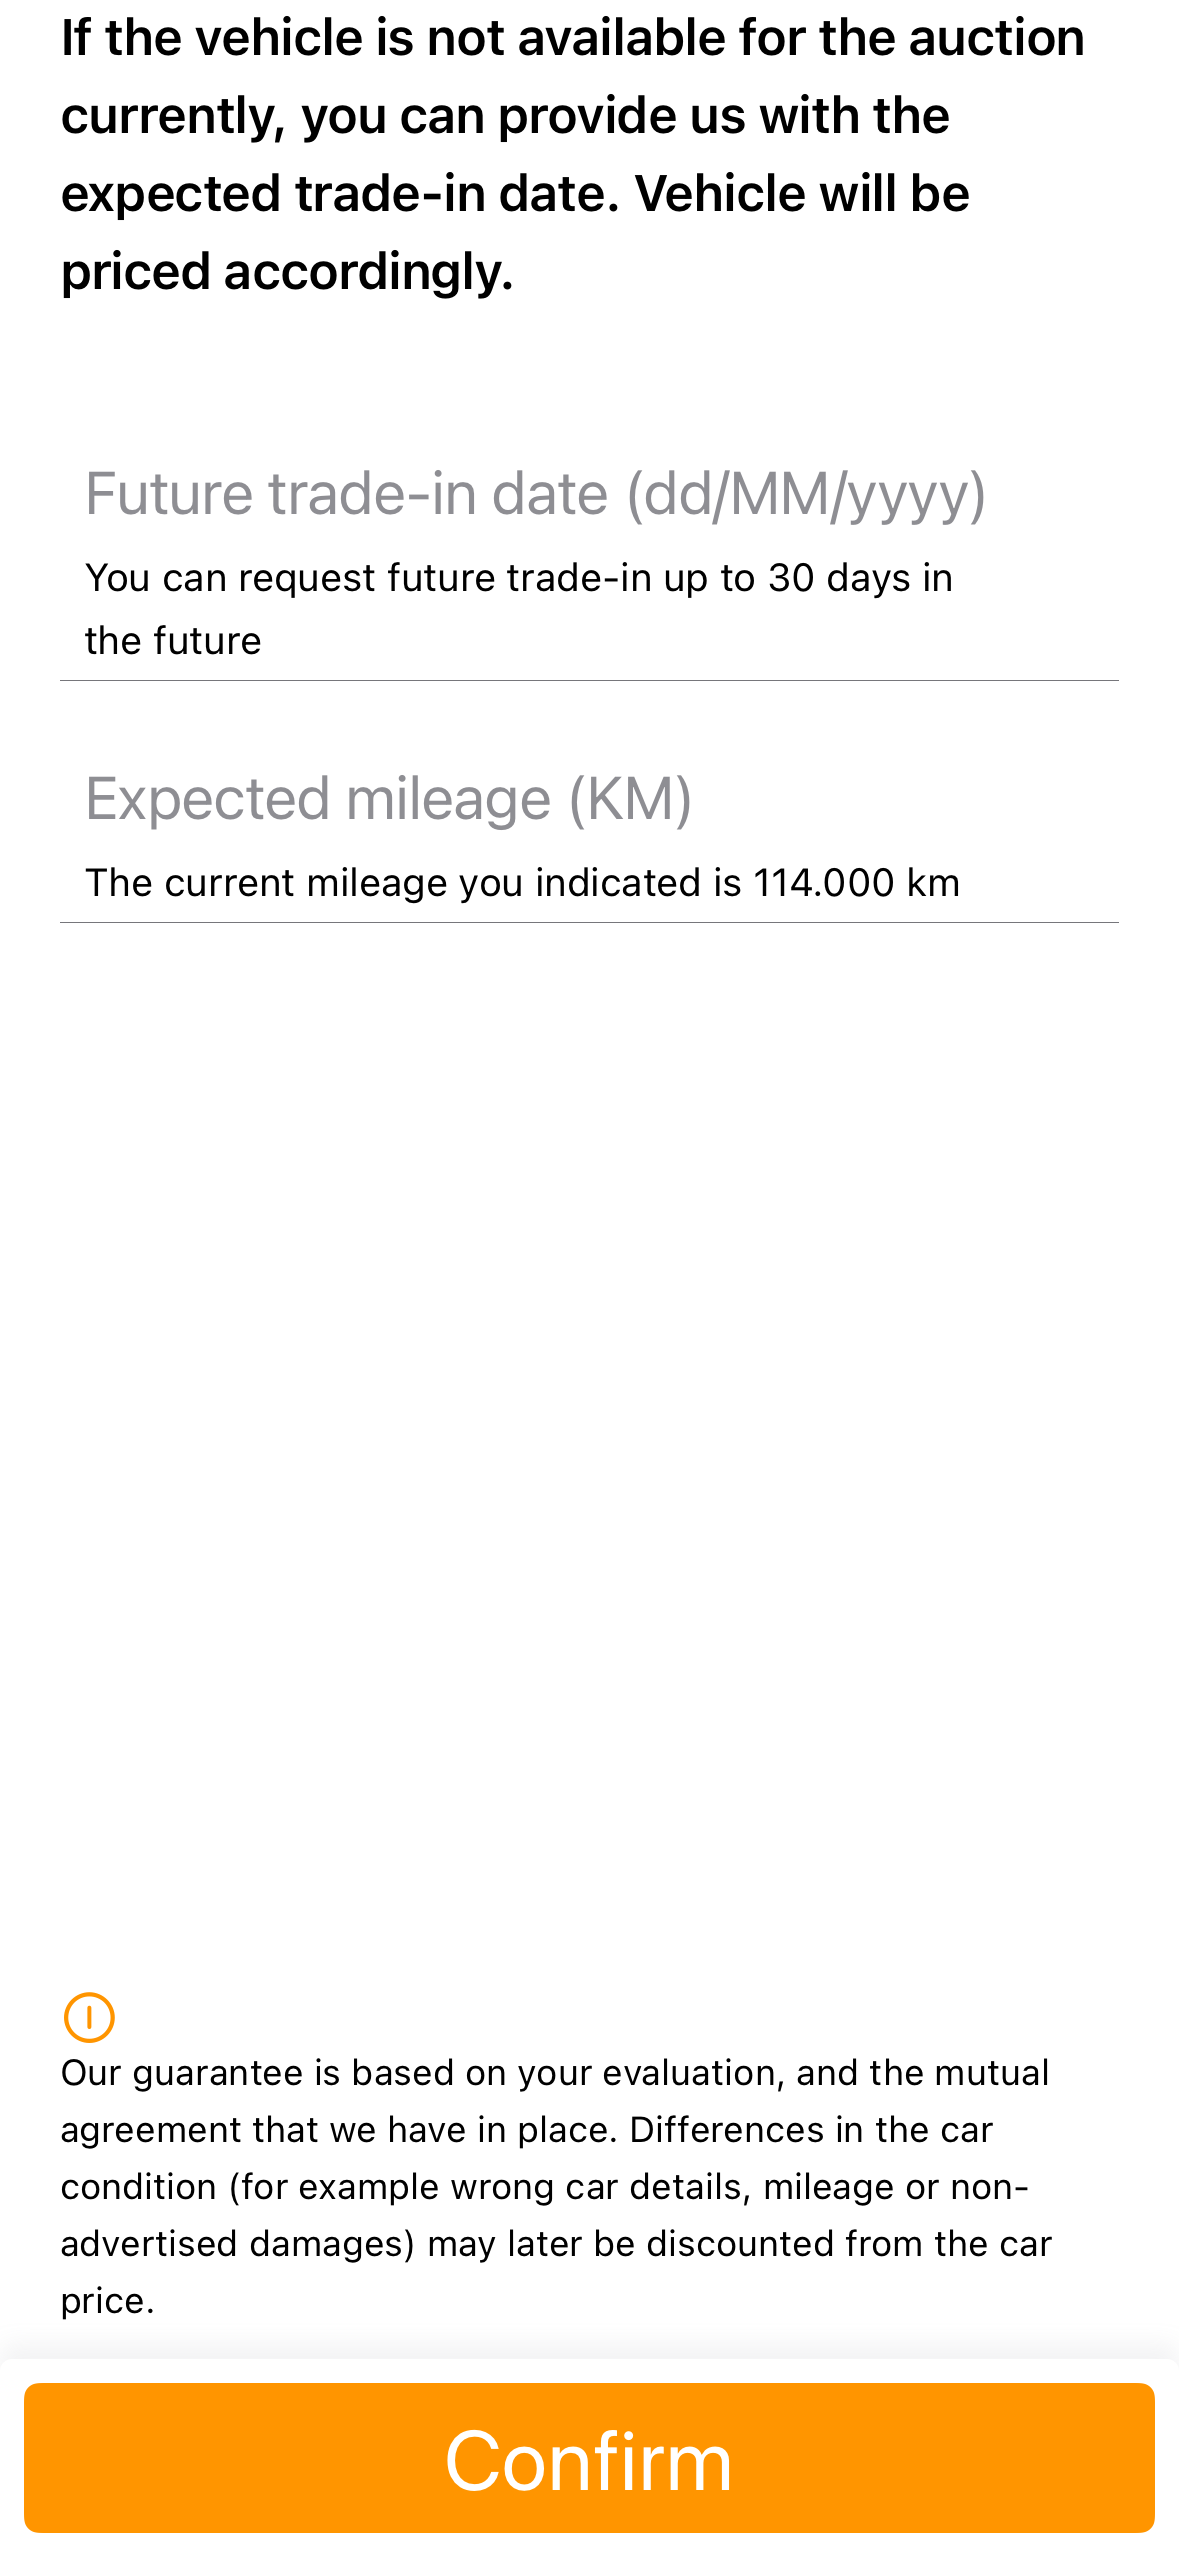 If the vehicle is not available for the auction
currently, you can provide us with the
expected trade-in date. Vehicle will be
priced accordingly.
Future trade-in date (dd/MM/yyyy)
You can request future trade-in up to 30 days in
the future
Expected mileage (KM)
The current mileage you indicated is 114.000 km
Our guarantee is based on your evaluation, and the mutual
agreement that we have in place. Differences in the car
condition (for example wrong car details, mileage or non-
advertised damages) may later be discounted from the car
price.
Confirm